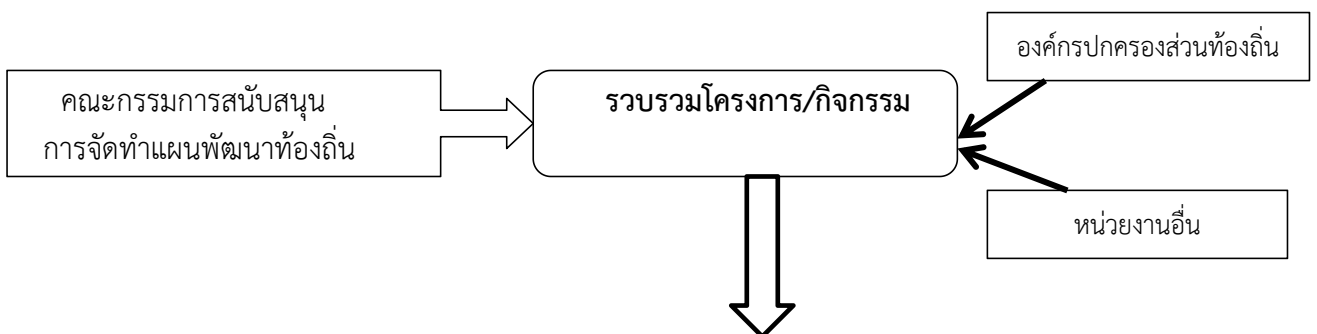 องค์กรปกครองส่วนท้องถิ่น
คณะกรรมการสนับสนุน
การจัดทำแผนพัฒนาท้องถิ่น
รวบรวมโครงการ/กิจกรรม
หน่วยงานอื่น